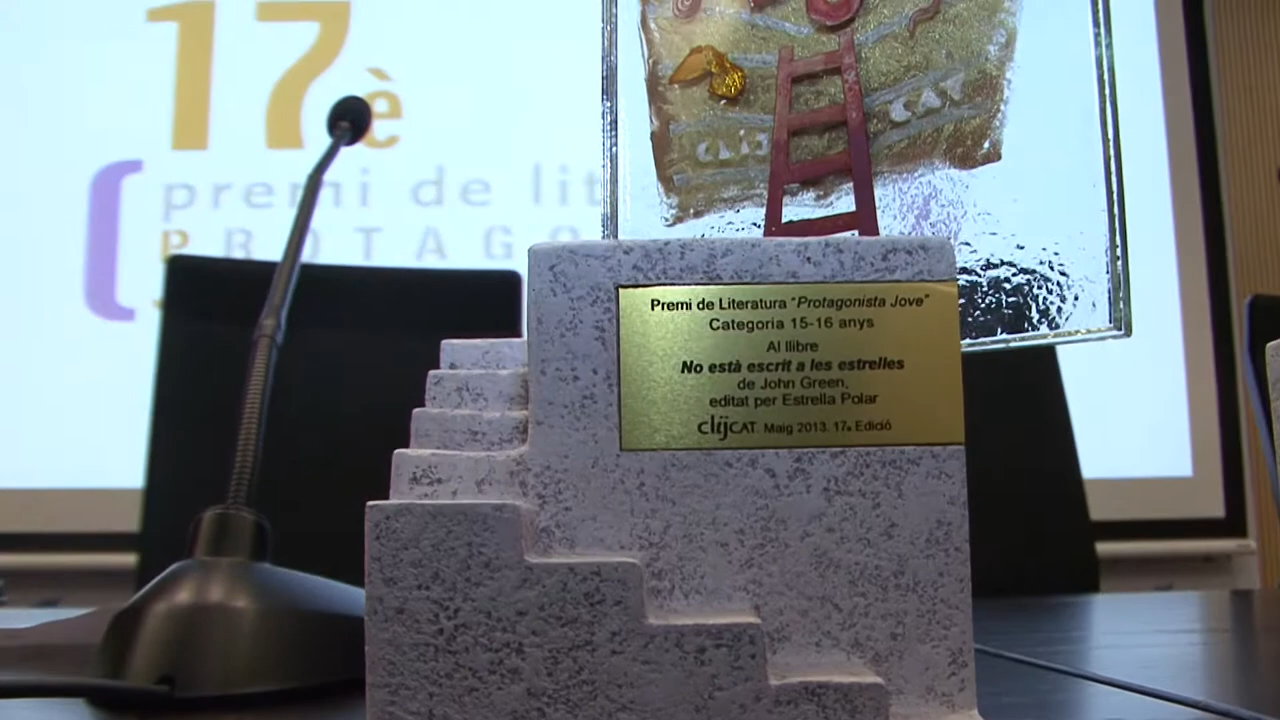 17è
premi de lit
PROTAGO
CLIJ CAT
Premi de Literatura "Protagonista Jove"
Categoria 15-16 anys
Al llibre
No està escrit a les estrelles
de John Green,
editat per Estrella Polar
clijCAT. Maig 2013. 17a Edició